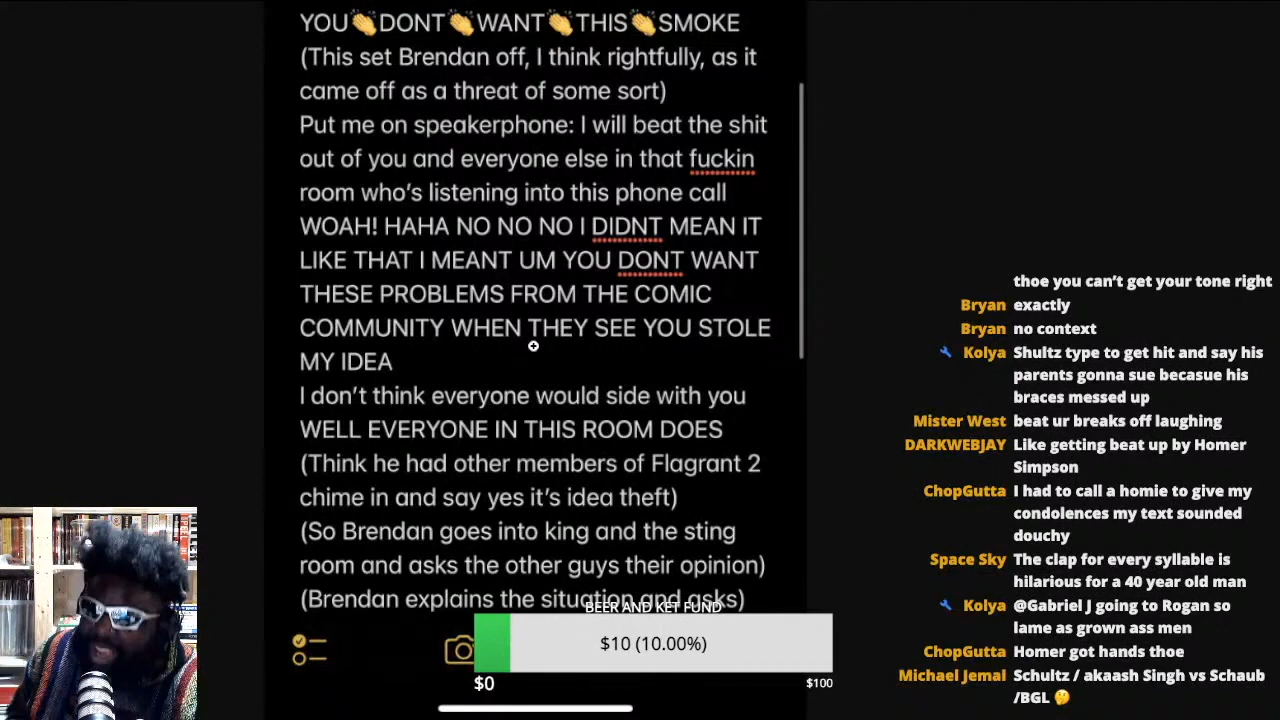 YOU👏DONT👏WANT👏THIS👏SMOKE
(This set Brendan off, I think rightfully, as it
came off as a threat of some sort)
Put me on speakerphone: I will beat the shit
out of you and everyone else in that fuckin
room who's listening into this phone call
WOAH! HAHA NO NO NO I DIDNT MEAN IT
LIKE THAT I MEANT UM YOU DONT WANT
THESE PROBLEMS FROM THE COMIC
COMMUNITY WHEN THEY SEE YOU STOLE
MY IDEA
I don't think everyone would side with you
WELL EVERYONE IN THIS ROOM DOES
(Think he had other members of Flagrant 2
chime in and say yes it's idea theft)
(So Brendan goes into king and the sting
room and asks the other guys their opinion)
(Brendan explains the situation and asks)
BEER AND KET FUND
$10 (10.00%)
$0
$100
thoe you can't get your tone right
Bryan exactly
Bryan no context
Kolya Shultz type to get hit and say his
parents gonna sue becasue his
braces messed up
Mister West beat ur breaks off laughing
DARKWEBJAY Like getting beat up by Homer
Simpson
ChopGutta I had to call a homie to give my
condolences my text sounded
douchy
Space Sky The clap for every syllable is
hilarious for a 40 year old man
Kolya @Gabriel J going to Rogan so
lame as grown ass men
ChopGutta Homer got hands thoe
Michael Jemal Schultz / akaash Singh vs Schaub
/BGL 🤔